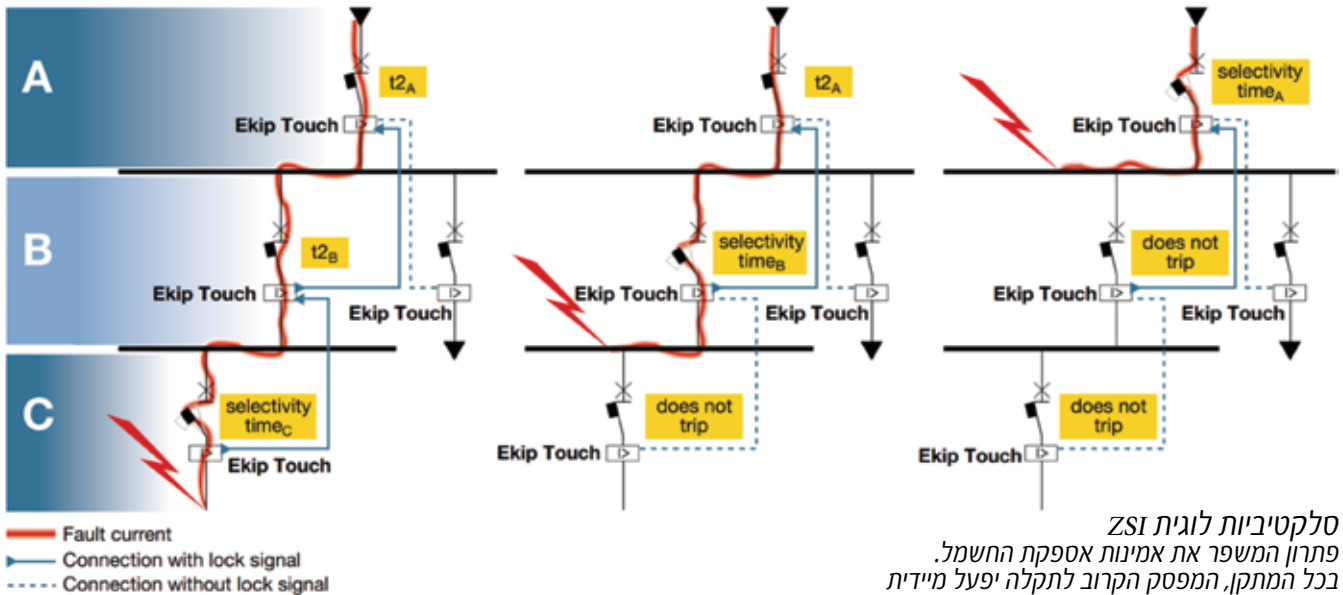 A
t2A
Ekip Touch
B
t2B
Ekip Touch
Ekip Touch
C
selectivity
timeC
Ekip Touch
t2A
Ekip Touch
selectivity
timeB
Ekip Touch
Ekip Touch
does not
trip
Ekip Touch
selectivity
timeA
Ekip Touch
does not
trip
Ekip Touch
Ekip Touch
does not
trip
Ekip Touch
Fault current
Connection with lock signal
Connection without lock signal
סלקטיביות לוגית ZSI
פתרון המשפר את אמינות אספקת החשמל.
בכל המתקן, המפסק הקרוב לתקלה יפעל מיידית